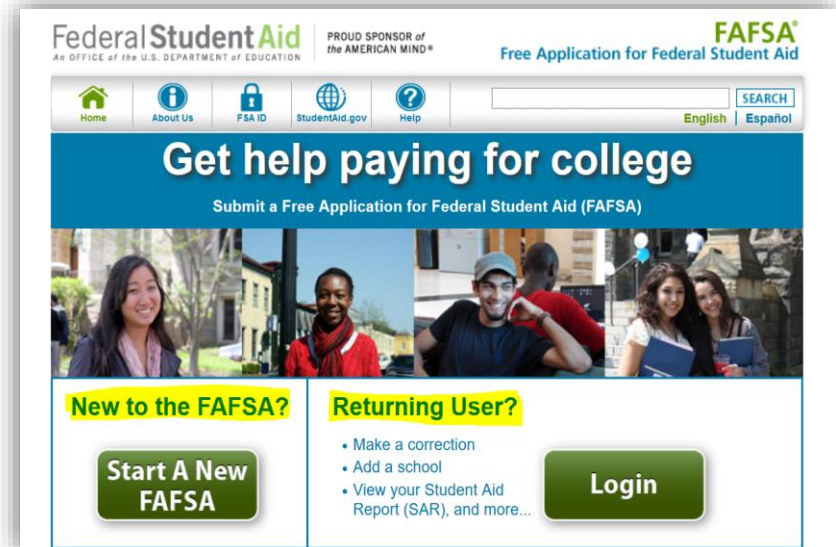 Federal Student Aid
An OFFICE of the U.S. DEPARTMENT of EDUCATION
PROUD SPONSOR of
the AMERICAN MIND®
FAFSA®
Free Application for Federal Student Aid
Home
About Us
FSA ID
StudentAid.gov
Help
SEARCH
English | Español
Get help paying for college
Submit a Free Application for Federal Student Aid (FAFSA)
New to the FAFSA?
Start A New
FAFSA
Returning User?
• Make a correction
• Add a school
• View your Student Aid
Report (SAR), and more...
Login